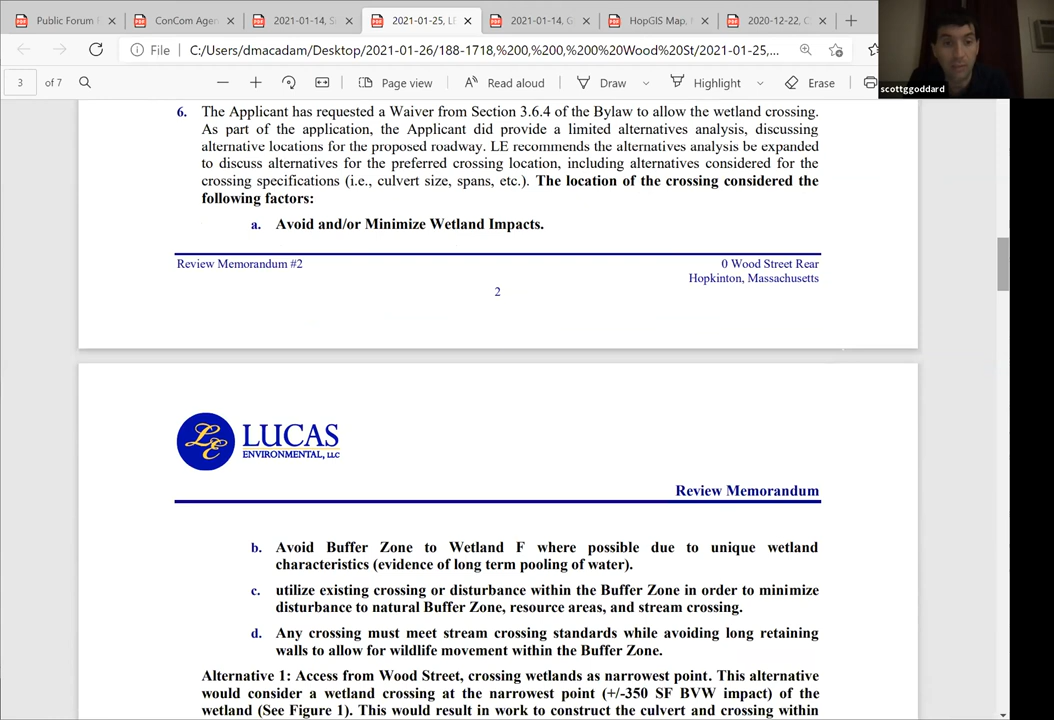 Public Forum
ConCom Agen
2021-01-14, S
2021-01-25, LE
2021-01-14, G
HopGIS Map,
2020-12-22, C
File
C:/Users/dmacadam/Desktop/2021-01-26/188-1718,%200,%200,%200%20Wood%20St/2021-01-25,...
3 of 7
Page view
Read aloud
Draw
Highlight
Erase
scottggoddard
6. The Applicant has requested a Waiver from Section 3.6.4 of the Bylaw to allow the wetland crossing.
As part of the application, the Applicant did provide a limited alternatives analysis, discussing
alternative locations for the proposed roadway. LE recommends the alternatives analysis be expanded
to discuss alternatives for the preferred crossing location, including alternatives considered for the
crossing specifications (i.e., culvert size, spans, etc.). The location of the crossing considered the
following factors:
a. Avoid and/or Minimize Wetland Impacts.
Review Memorandum #2
0 Wood Street Rear
Hopkinton, Massachusetts
2
LE
LUCAS
ENVIRONMENTAL, LLC
Review Memorandum
b. Avoid Buffer Zone to Wetland F where possible due to unique wetland
characteristics (evidence of long term pooling of water).
c. utilize existing crossing or disturbance within the Buffer Zone in order to minimize
disturbance to natural Buffer Zone, resource areas, and stream crossing.
d. Any crossing must meet stream crossing standards while avoiding long retaining
walls to allow for wildlife movement within the Buffer Zone.
Alternative 1: Access from Wood Street, crossing wetlands as narrowest point. This alternative
would consider a wetland crossing at the narrowest point (+/-350 SF BVW impact) of the
wetland (See Figure 1). This would result in work to construct the culvert and crossing within